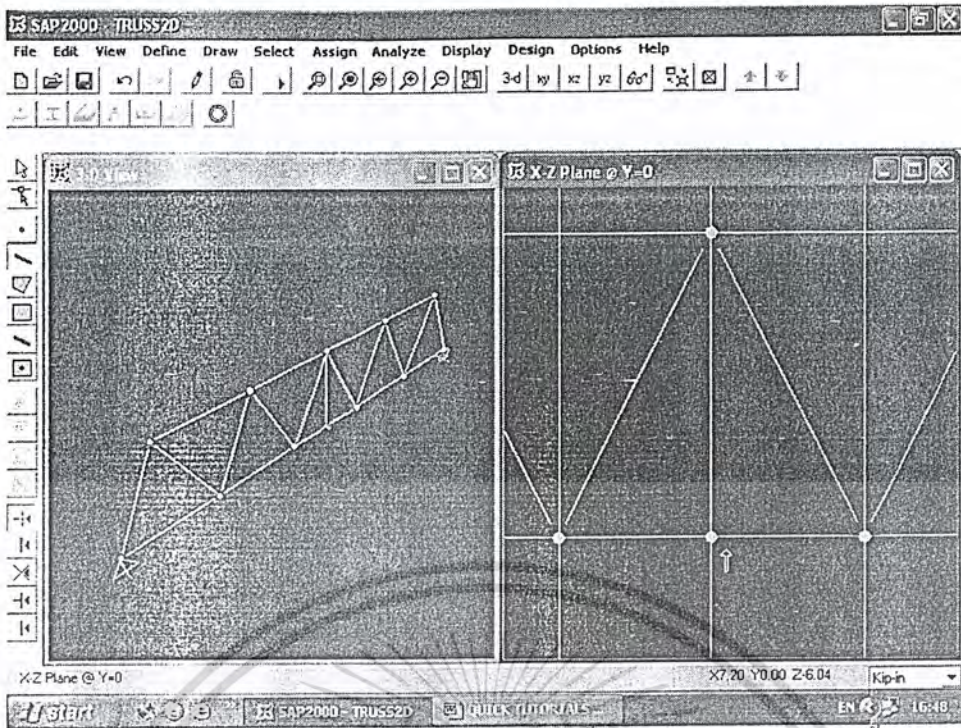 SAP2000 - TRUSS2D
File Edit View Define Draw Select Assign Analyze Display Design Options Help
3-d xy xz yz
3-D View
X-Z Plane @ Y=0
X-Z Plane @ Y=0
X7.20 Y0.00 Z-6.04
Kip-in
start
SAP2000 - TRUSS2D
QUICK TUTORIALS ...
EN
16:48